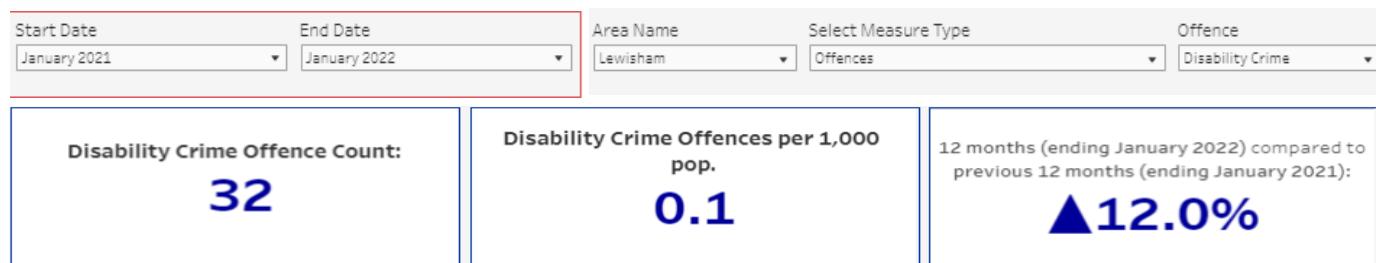 Start Date End Date Area Name Select Measure Type Offence
January 2021 January 2022 Lewisham Offences Disability Crime
Disability Crime Offence Count:
32
Disability Crime Offences per 1,000
pop.
0.1
12 months (ending January 2022) compared to
previous 12 months (ending January 2021):
▲12.0%